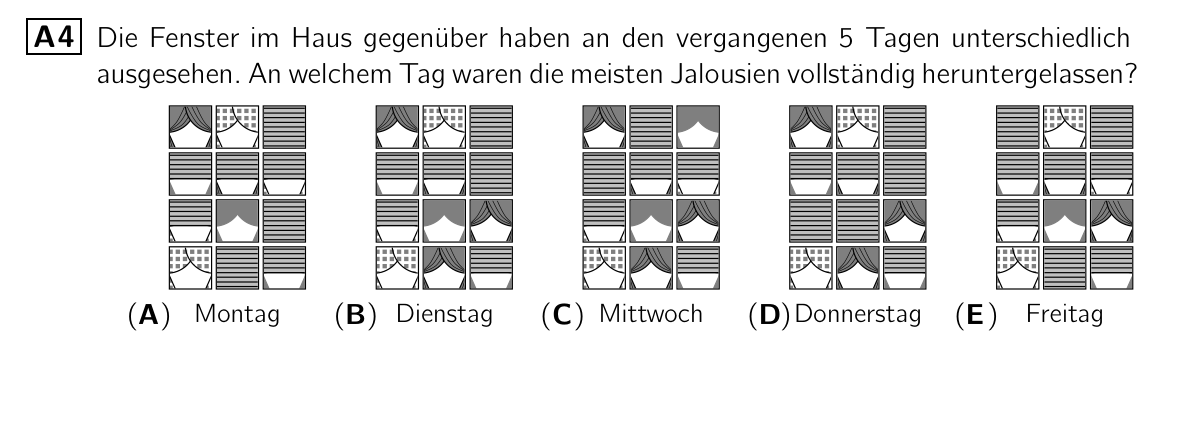 A4 Die Fenster im Haus gegenüber haben an den vergangenen 5 Tagen unterschiedlich
ausgesehen. An welchem Tag waren die meisten Jalousien vollständig heruntergelassen?
(A) Montag (B) Dienstag (C) Mittwoch (D) Donnerstag (E) Freitag